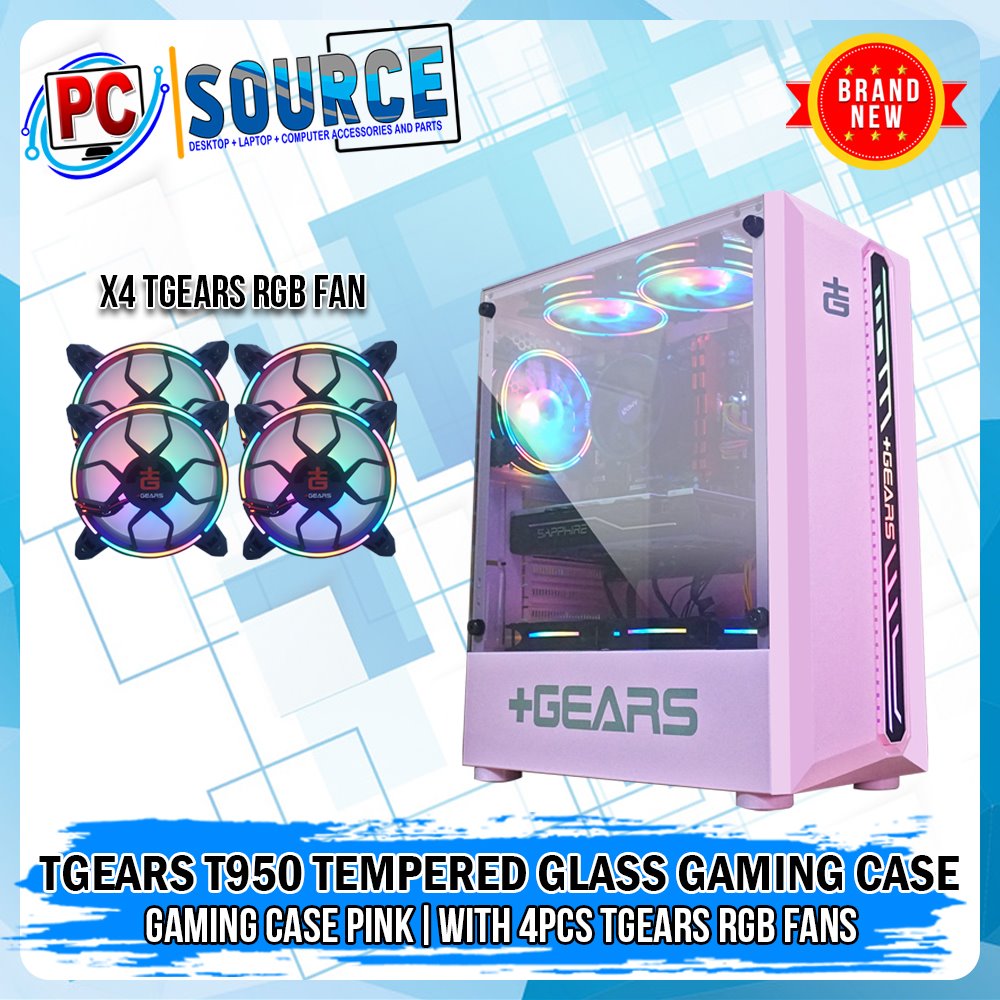 PC SOURCE
DESKTOP + LAPTOP + COMPUTER ACCESSORIES AND PARTS
BRAND
NEW
X4 TGEARS RGB FAN
+G
+GEARS
SAPPHIRE
+GEARS
+G
GEARS
+G
GEARS
TGEARS T950 TEMPERED GLASS GAMING CASE
GAMING CASE PINK | WITH 4PCS TGEARS RGB FANS